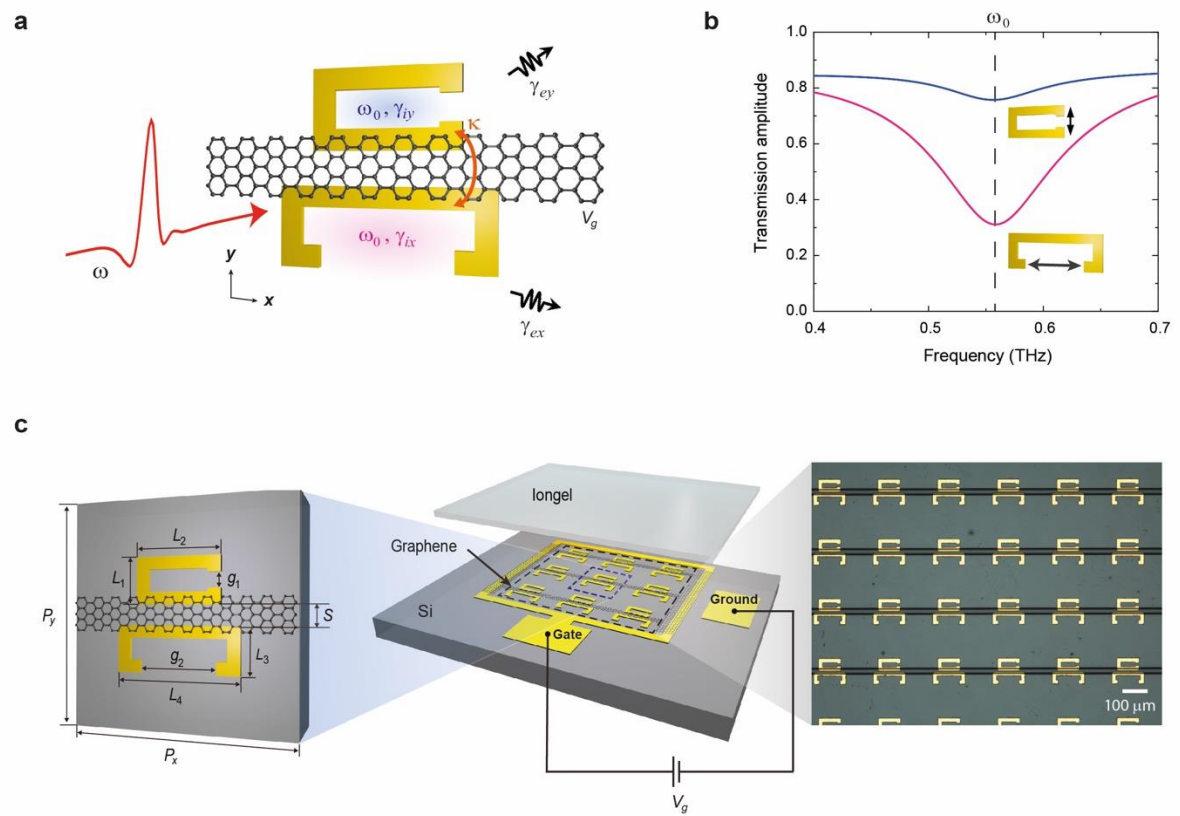 a
γey
ω0 , γiy
κ
Vg
ω0 , γix
ω
y
x
γex
b
ω0
1.0
0.8
0.6
0.4
0.2
0.0
Transmission amplitude
0.4
0.5
0.6
0.7
Frequency (THz)
c
Iongel
Graphene
Si
Ground
Gate
Vg
L2
L1
g1
Py
S
g2
L3
L4
Px
100 μm